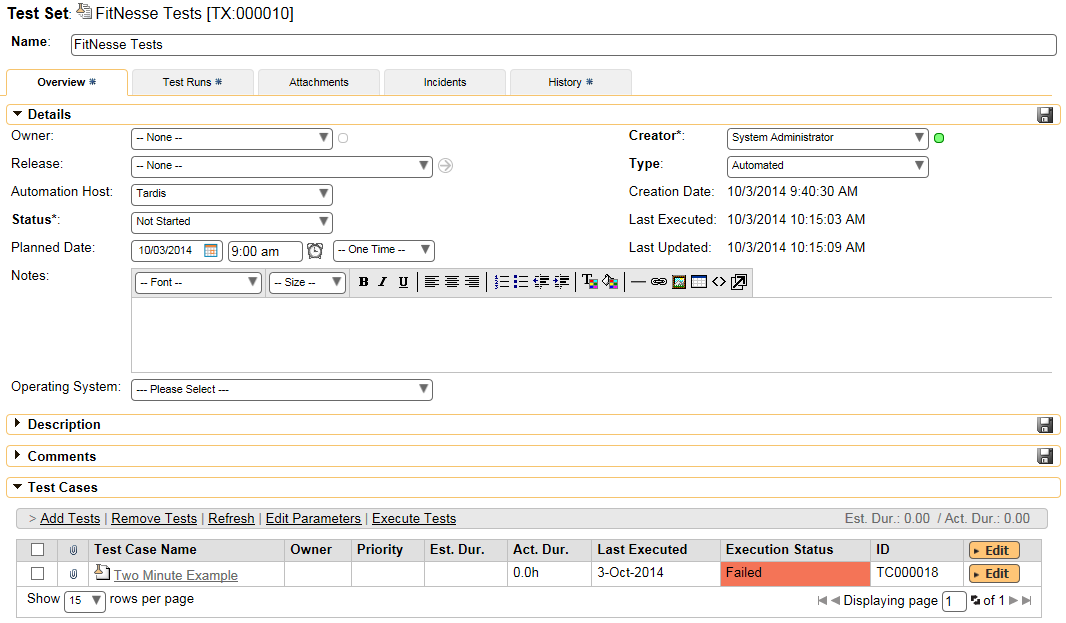 Test Set: FitNesse Tests [TX:000010]
Name: FitNesse Tests
Overview * Test Runs * Attachments Incidents History *
Details
Owner: -- None -- Creator*: System Administrator
Release: -- None -- Type: Automated
Automation Host: Tardis Creation Date: 10/3/2014 9:40:30 AM
Status*: Not Started Last Executed: 10/3/2014 10:15:03 AM
Planned Date: 10/03/2014 9:00 am -- One Time -- Last Updated: 10/3/2014 10:15:09 AM
Notes: -- Font -- -- Size -- B I U
Operating System: --- Please Select ---
Description
Comments
Test Cases
> Add Tests | Remove Tests | Refresh | Edit Parameters | Execute Tests Est. Dur.: 0.00 / Act. Dur.: 0.00
Test Case Name Owner Priority Est. Dur. Act. Dur. Last Executed Execution Status ID Edit
Two Minute Example 0.0h 3-Oct-2014 Failed TC000018 Edit
Show 15 rows per page Displaying page 1 of 1